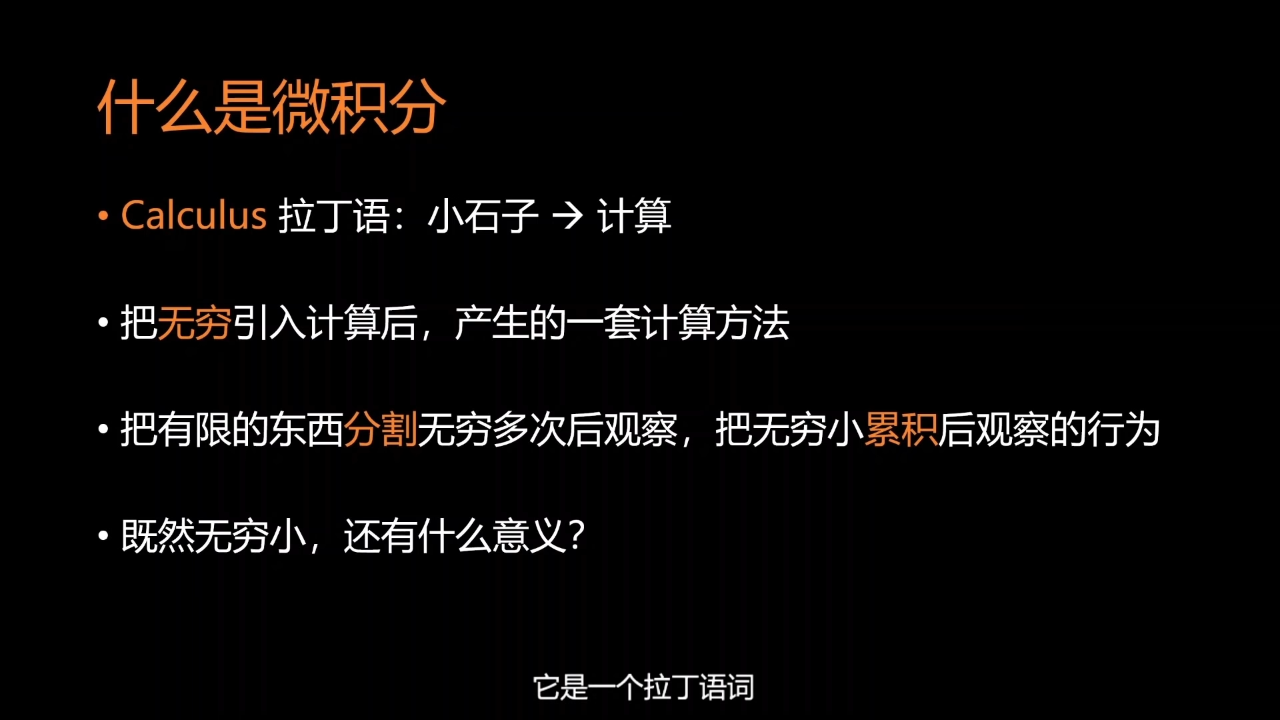 什么是微积分
• Calculus 拉丁语：小石子 → 计算
• 把无穷引入计算后，产生的一套计算方法
• 把有限的东西分割无穷多次后观察，把无穷小累积后观察的行为
• 既然无穷小，还有什么意义？
它是一个拉丁语词